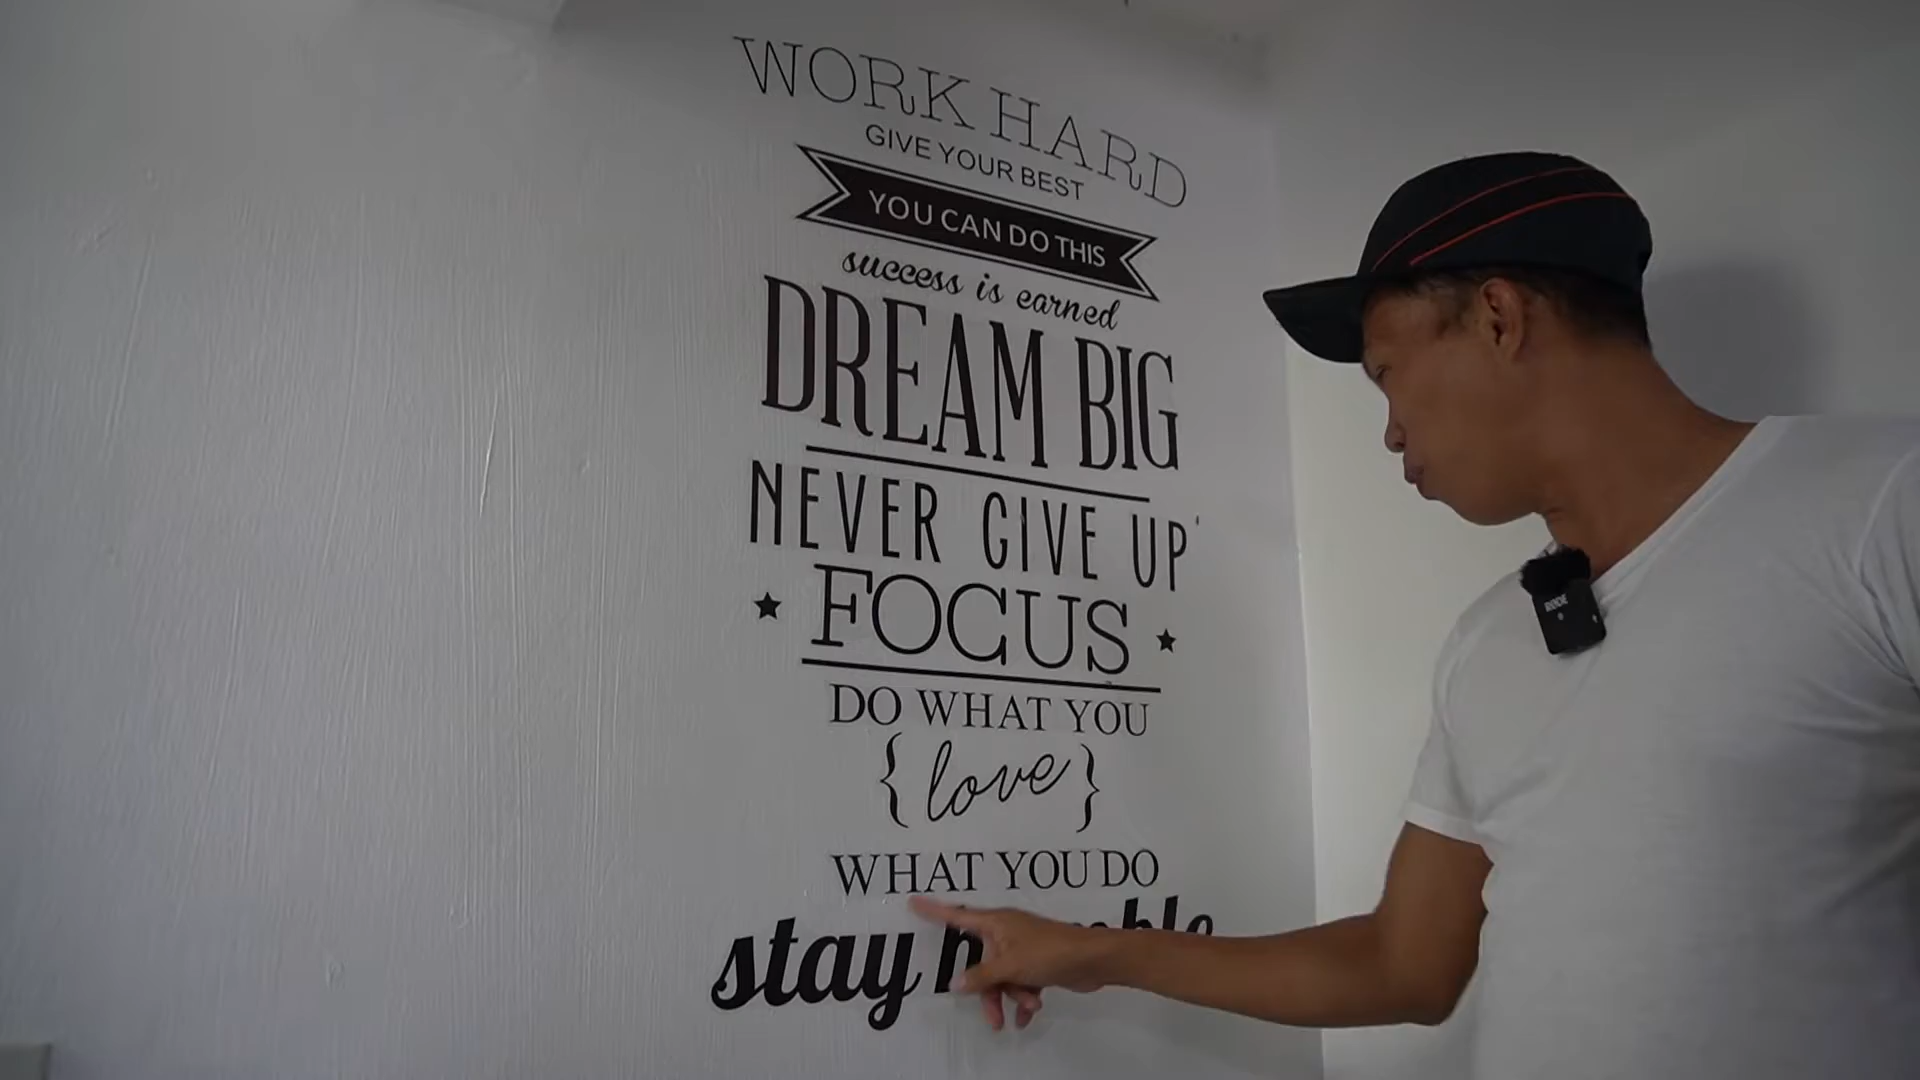 WORK HARD
GIVE YOUR BEST
YOU CAN DO THIS
success is earned
DREAM BIG
NEVER GIVE UP
FOCUS
DO WHAT YOU
{love}
WHAT YOU DO
stay
RODE